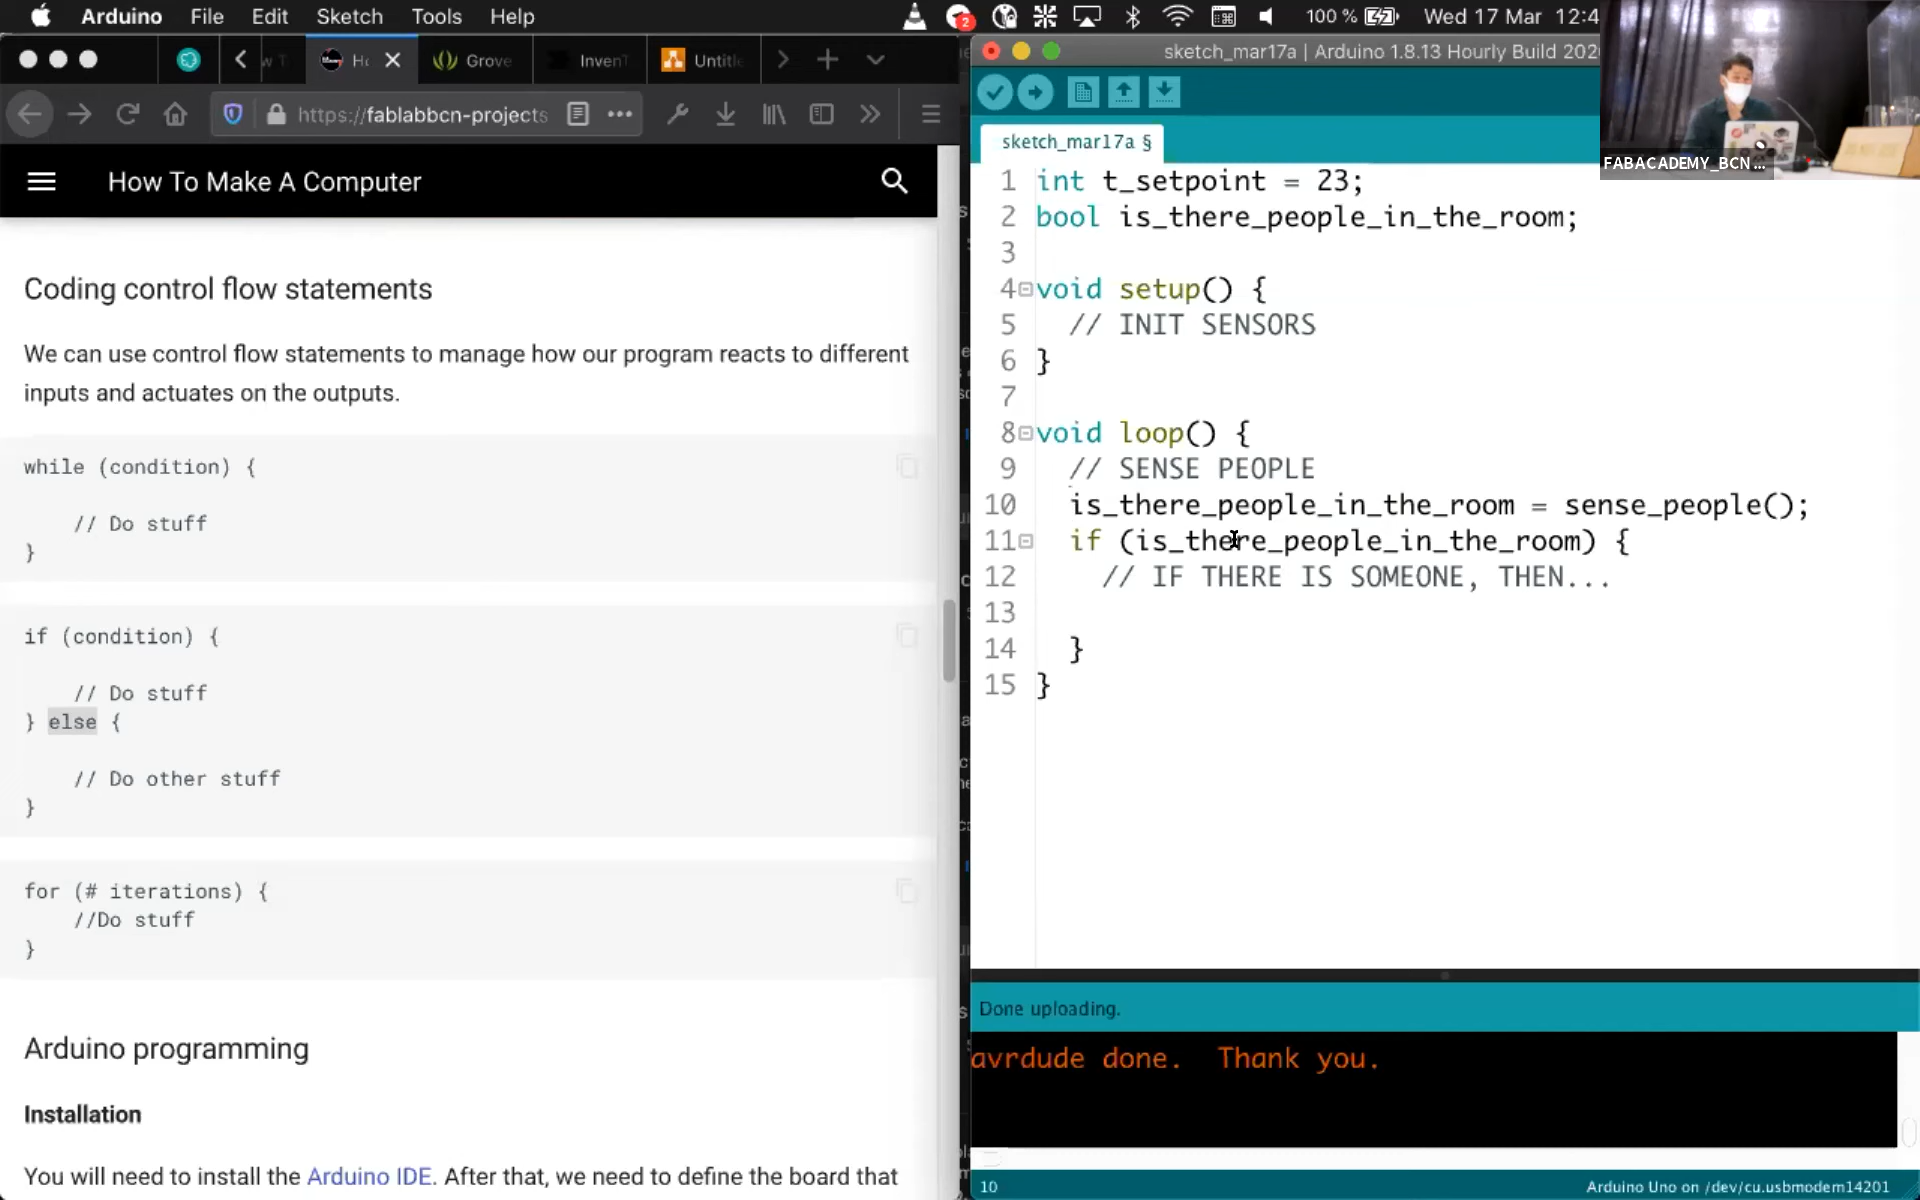 Arduino File Edit Sketch Tools Help
2
100 % Wed 17 Mar 12:4
Grove
Untitl
https://fablabbcn-projects
How To Make A Computer
Coding control flow statements
We can use control flow statements to manage how our program reacts to different
inputs and actuates on the outputs.
while (condition) {
// Do stuff
}
if (condition) {
// Do stuff
} else {
// Do other stuff
}
for (# iterations) {
//Do stuff
}
Arduino programming
Installation
You will need to install the Arduino IDE. After that, we need to define the board that
sketch_mar17a | Arduino 1.8.13 Hourly Build 202
FABACADEMY_BCN ...
sketch_mar17a §
1 int t_setpoint = 23;
2 bool is_there_people_in_the_room;
3
4 void setup() {
5 // INIT SENSORS
6 }
7
8 void loop() {
9 // SENSE PEOPLE
10 is_there_people_in_the_room = sense_people();
11 if (is_there_people_in_the_room) {
12 // IF THERE IS SOMEONE, THEN...
13
14 }
15 }
Done uploading.
avrdude done. Thank you.
10
Arduino Uno on /dev/cu.usbmodem14201